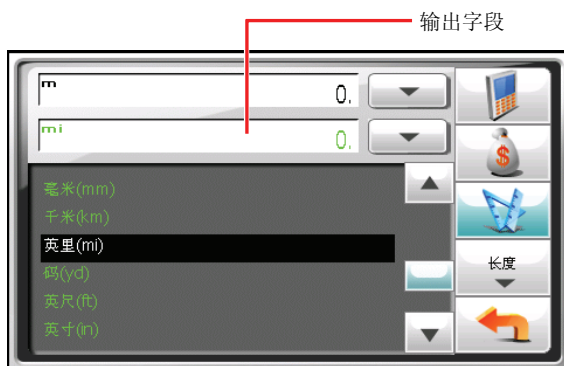 输出字段
m 0.
mi 0.
毫米(mm)
千米(km)
英里(mi)
码(yd)
英尺(ft)
英寸(in)
$
长度